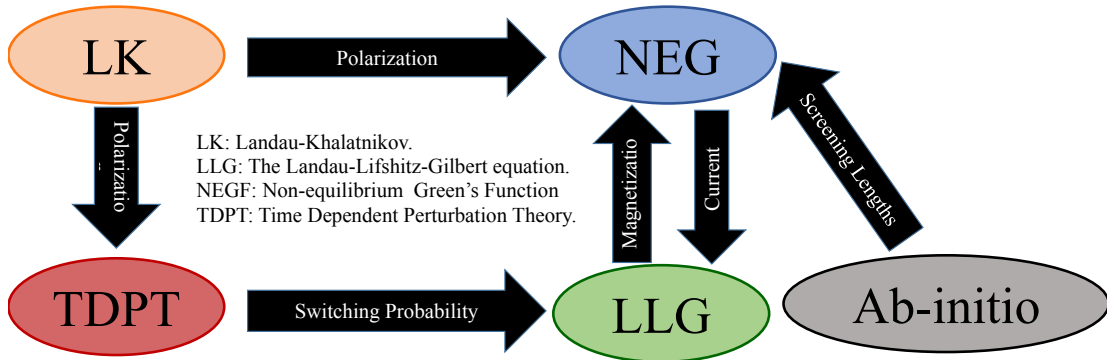 LK
Polarization
NEG
Polarizatio
LK: Landau-Khalatnikov.
LLG: The Landau-Lifshitz-Gilbert equation.
NEGF: Non-equilibrium Green's Function
TDPT: Time Dependent Perturbation Theory.
Magnetizatio
Current
Screening Lengths
TDPT
Switching Probability
LLG
Ab-initio